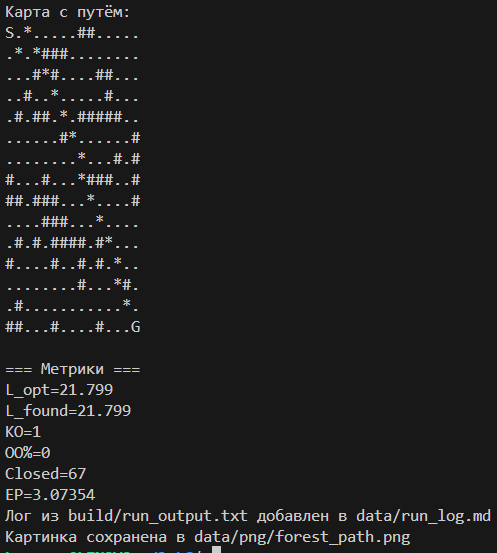 Карта с путём:
S.*.....##.....
.*.*###........
...#*#....##...
..#..*.....#...
.#.##.*.#####..
......#*......#
........*...#.#
#...#...*###..#
##.###...*....#
....###...*....
.#.#.####.#*...
#....#..#.#.*..
........#...*#.
.#...........*.
##...#....#...G
=== Метрики ===
L_opt=21.799
L_found=21.799
KO=1
OO%=0
Closed=67
EP=3.07354
Лог из build/run_output.txt добавлен в data/run_log.md
Картинка сохранена в data/png/forest_path.png